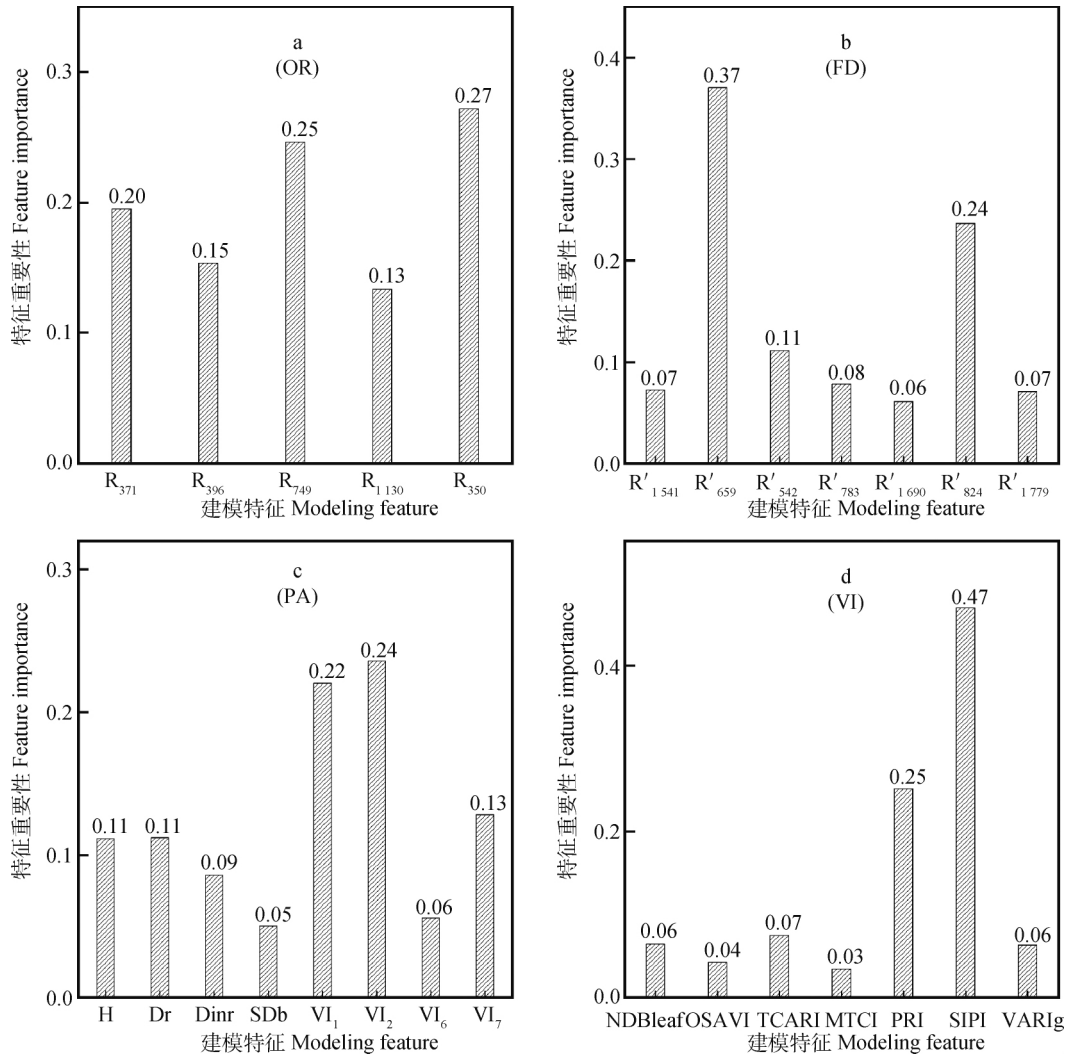 a
(OR)
特征重要性 Feature importance
0.3
0.2
0.1
0.0
0.20
0.15
0.25
0.13
0.27
R371
R396
R749
R1 130
R350
建模特征 Modeling feature
b
(FD)
特征重要性 Feature importance
0.4
0.3
0.2
0.1
0.0
0.07
0.37
0.11
0.08
0.06
0.24
0.07
R′1 541
R′659
R′542
R′783
R′1 690
R′824
R′1 779
建模特征 Modeling feature
c
(PA)
特征重要性 Feature importance
0.3
0.2
0.1
0.0
0.11
0.11
0.09
0.05
0.22
0.24
0.06
0.13
H
Dr
Dinr
SDb
VI1
VI2
VI6
VI7
建模特征 Modeling feature
d
(VI)
特征重要性 Feature importance
0.4
0.2
0.0
0.06
0.04
0.07
0.03
0.25
0.47
0.06
NDBleaf
OSAVI
TCARI
MTCI
PRI
SIPI
VARIg
建模特征 Modeling feature